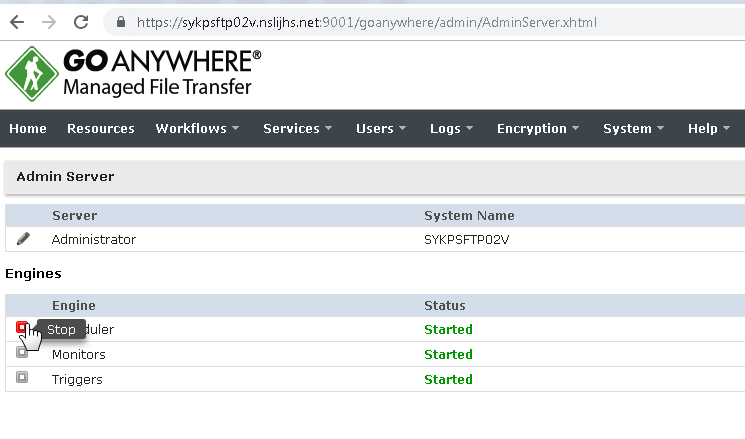 https://sykpsftp02v.nslijhs.net:9001/goanywhere/admin/AdminServer.xhtml
GO ANYWHERE®
Managed File Transfer
Home Resources Workflows Services Users Logs Encryption System Help
Admin Server
Server System Name
Administrator SYKPSFTP02V
Engines
Engine Status
Stop duler Started
Monitors Started
Triggers Started